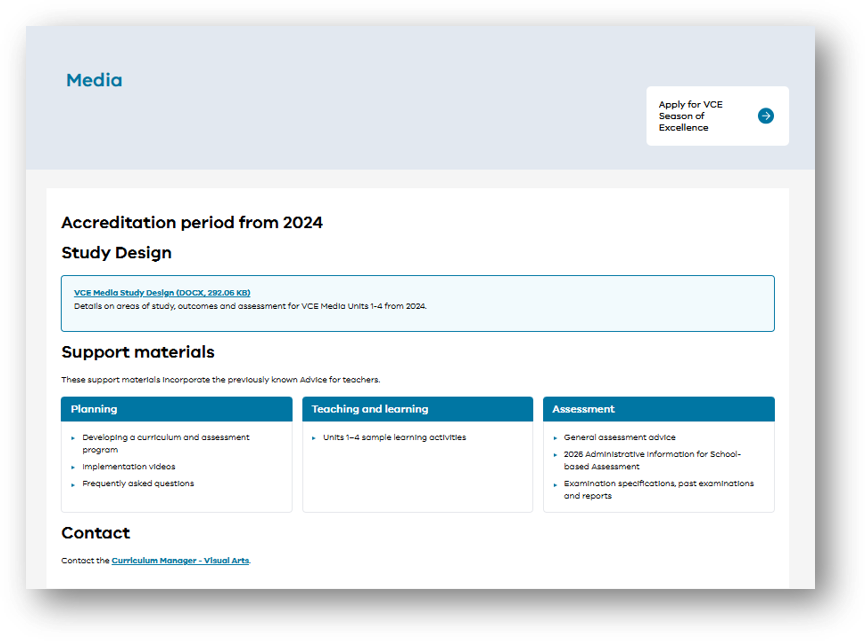 Media
Apply for VCE
Season of
Excellence
Accreditation period from 2024
Study Design
VCE Media Study Design (DOCX, 292.06 KB)
Details on areas of study, outcomes and assessment for VCE Media Units 1-4 from 2024.
Support materials
These support materials incorporate the previously known Advice for teachers.
Planning
Developing a curriculum and assessment
program
Implementation videos
Frequently asked questions
Teaching and learning
Units 1–4 sample learning activities
Assessment
General assessment advice
2026 Administrative information for School-
based Assessment
Examination specifications, past examinations
and reports
Contact
Contact the Curriculum Manager - Visual Arts.